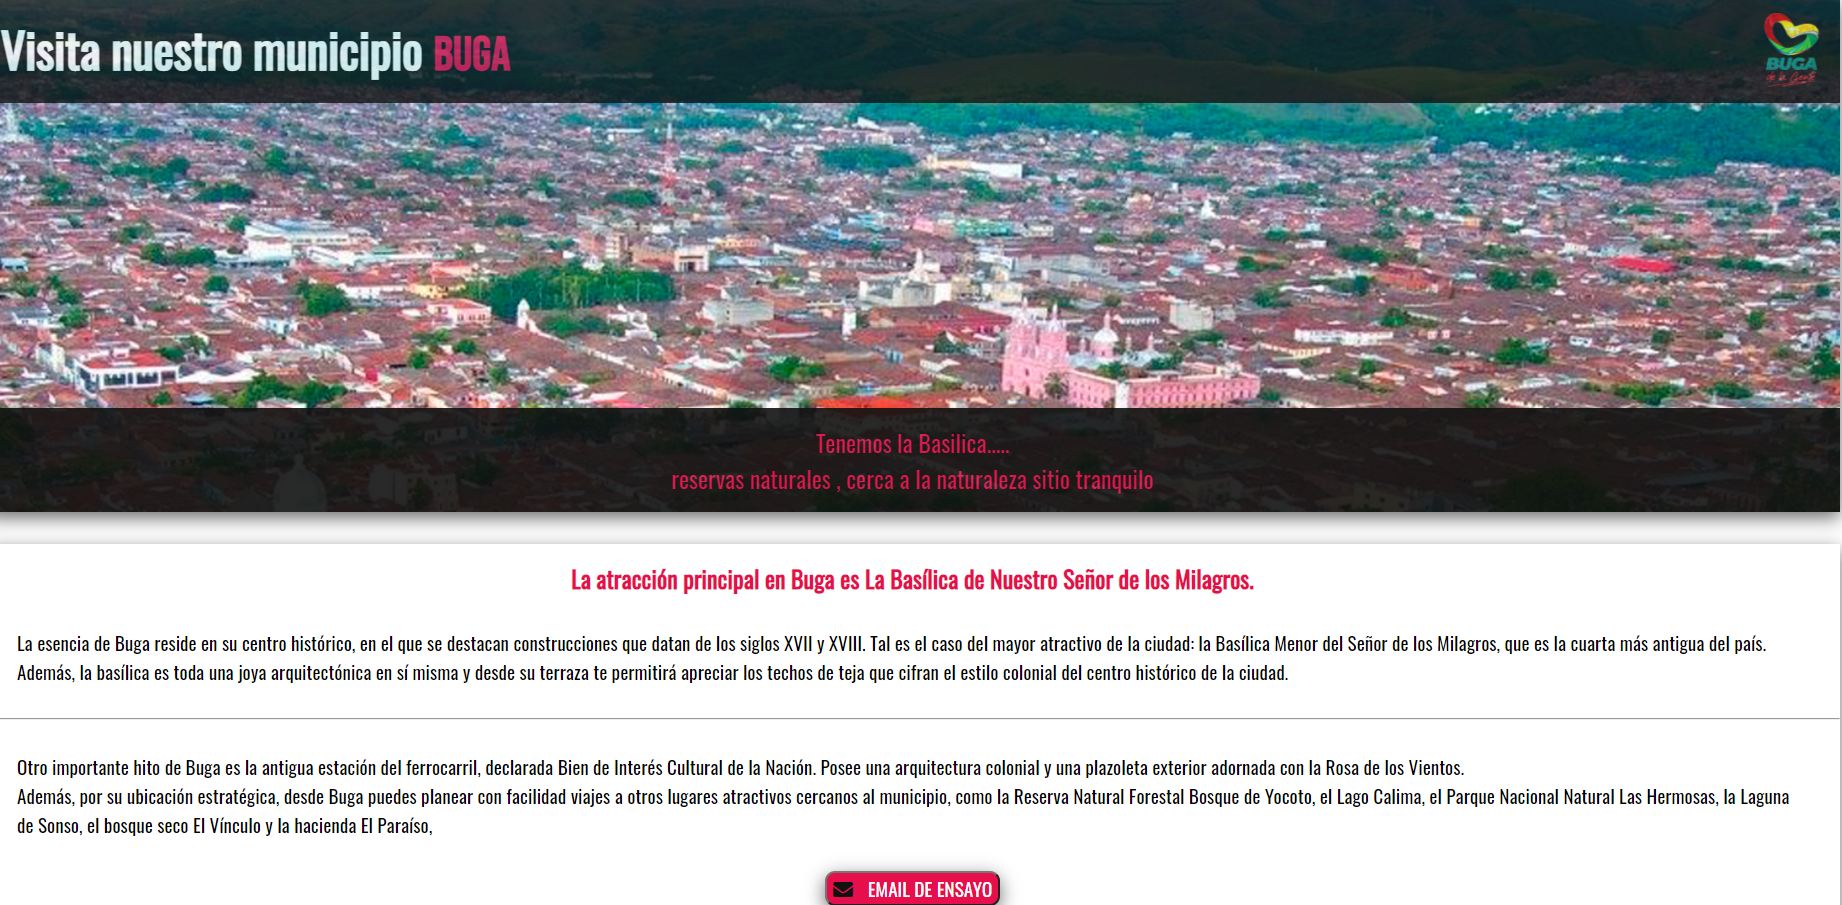 Visita nuestro municipio BUGA
BUGA
de la Gente
Tenemos la Basilica.....
reservas naturales , cerca a la naturaleza sitio tranquilo
La atracción principal en Buga es La Basílica de Nuestro Señor de los Milagros.
La esencia de Buga reside en su centro histórico, en el que se destacan construcciones que datan de los siglos XVII y XVIII. Tal es el caso del mayor atractivo de la ciudad: la Basílica Menor del Señor de los Milagros, que es la cuarta más antigua del país.
Además, la basílica es toda una joya arquitectónica en sí misma y desde su terraza te permitirá apreciar los techos de teja que cifran el estilo colonial del centro histórico de la ciudad.
Otro importante hito de Buga es la antigua estación del ferrocarril, declarada Bien de Interés Cultural de la Nación. Posee una arquitectura colonial y una plazoleta exterior adornada con la Rosa de los Vientos.
Además, por su ubicación estratégica, desde Buga puedes planear con facilidad viajes a otros lugares atractivos cercanos al municipio, como la Reserva Natural Forestal Bosque de Yocoto, el Lago Calima, el Parque Nacional Natural Las Hermosas, la Laguna
de Sonso, el bosque seco El Vínculo y la hacienda El Paraíso,
EMAIL DE ENSAYO